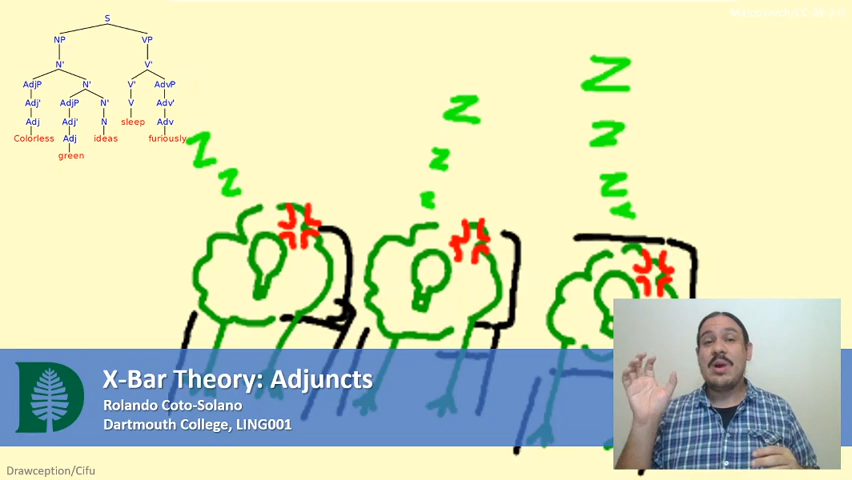 S
NP VP
N' V'
AdjP N' V' AdvP
Adj' AdjP N' V Adv'
Adj Adj' N sleep Adv
Colorless Adj ideas furiously
green
Z
Z
Z
Z
Z
Z
Z
Z
Z
X-Bar Theory: Adjuncts
Rolando Coto-Solano
Dartmouth College, LING001
D
Drawception/Cifu